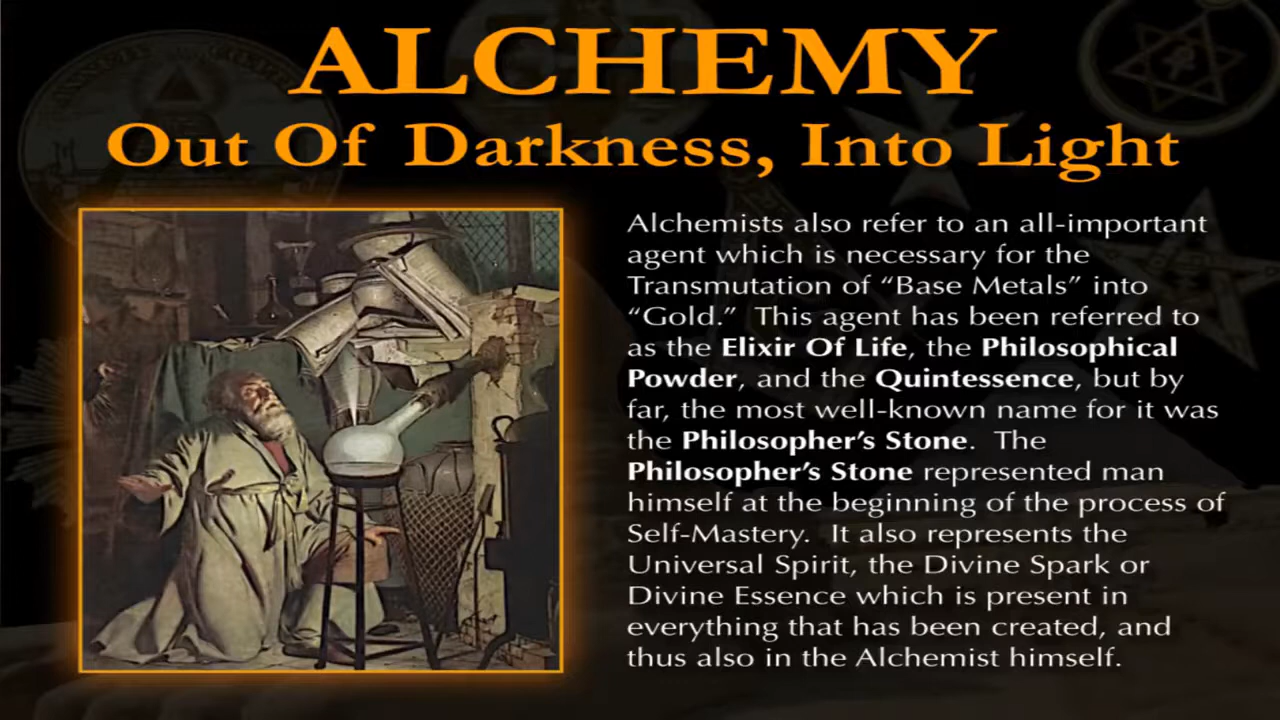 ALCHEMY
Out Of Darkness, Into Light
Alchemists also refer to an all-important
agent which is necessary for the
Transmutation of “Base Metals” into
“Gold.”  This agent has been referred to
as the Elixir Of Life, the Philosophical
Powder, and the Quintessence, but by
far, the most well-known name for it was
the Philosopher’s Stone.  The
Philosopher’s Stone represented man
himself at the beginning of the process of
Self-Mastery.  It also represents the
Universal Spirit, the Divine Spark or
Divine Essence which is present in
everything that has been created, and
thus also in the Alchemist himself.